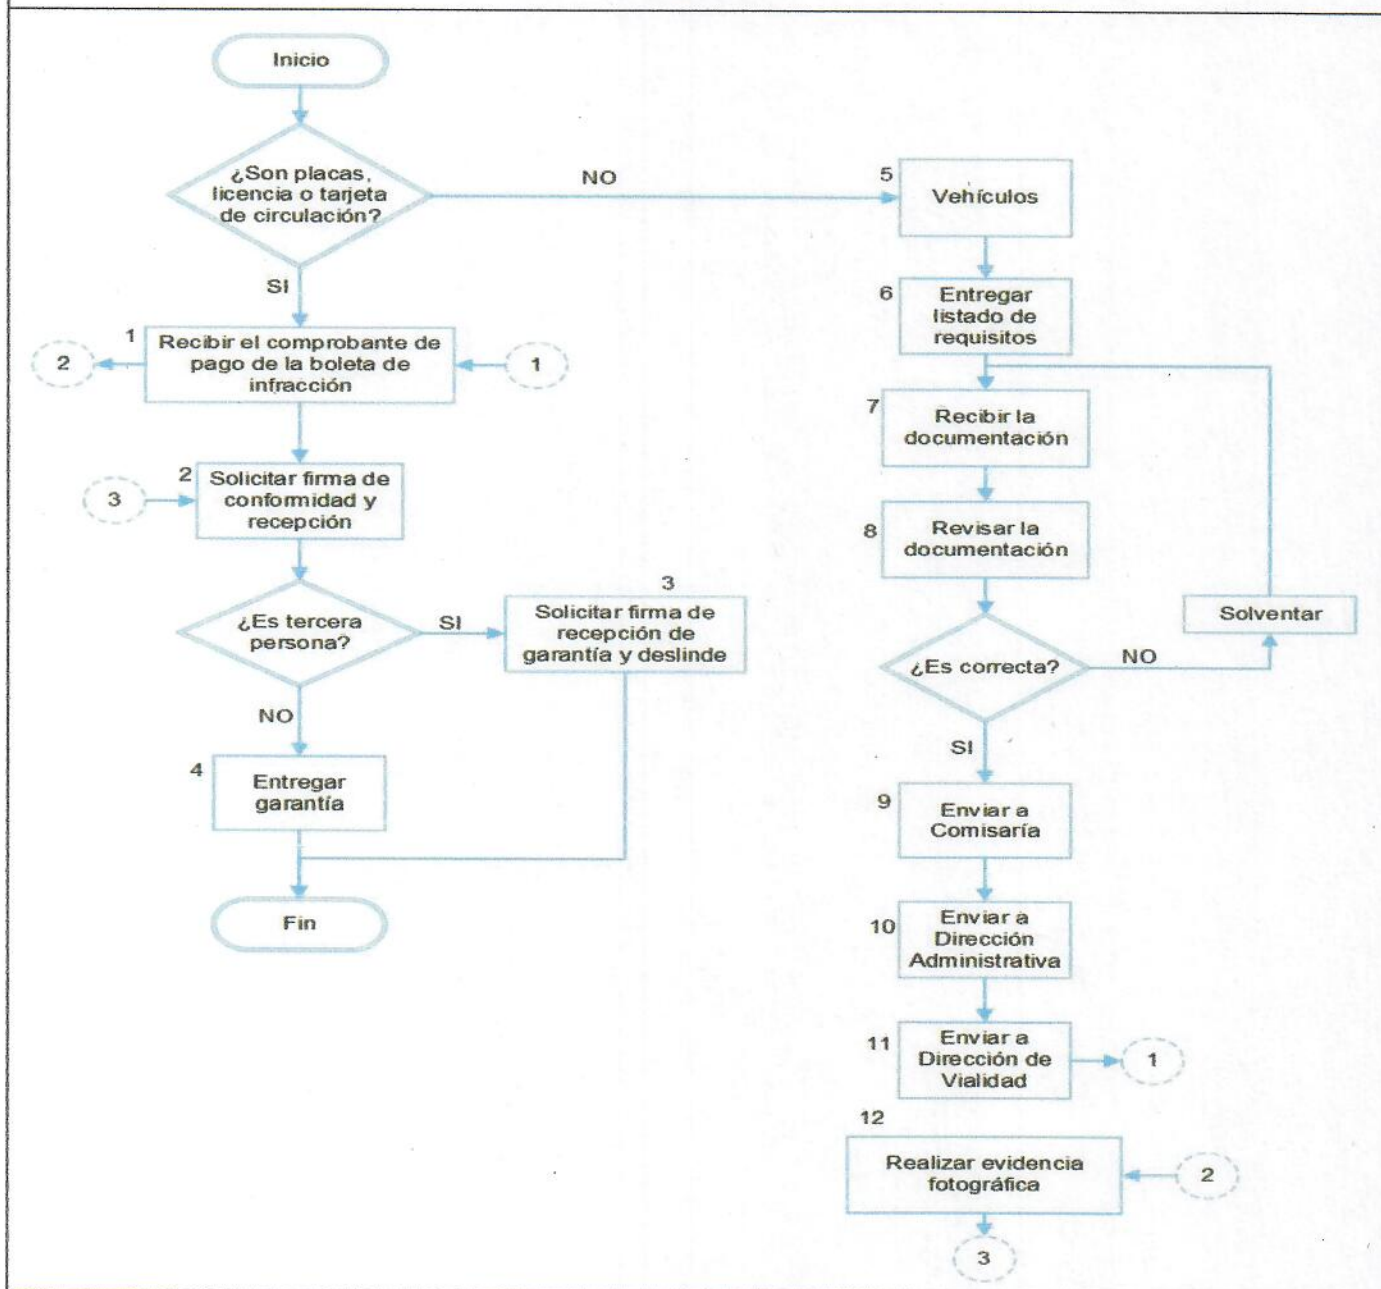 Inicio
¿Son placas,
licencia o tarjeta
de circulación?
NO
SI
1
Recibir el comprobante de
pago de la boleta de
infracción
2
1
2
Solicitar firma de
conformidad y
recepción
3
¿Es tercera
persona?
SI
3
Solicitar firma de
recepción de
garantía y deslinde
NO
4
Entregar
garantía
Fin
5
Vehículos
6
Entregar
listado de
requisitos
7
Recibir la
documentación
8
Revisar la
documentación
Solventar
¿Es correcta?
NO
SI
9
Enviar a
Comisaría
10
Enviar a
Dirección
Administrativa
11
Enviar a
Dirección de
Vialidad
1
12
Realizar evidencia
fotográfica
2
3